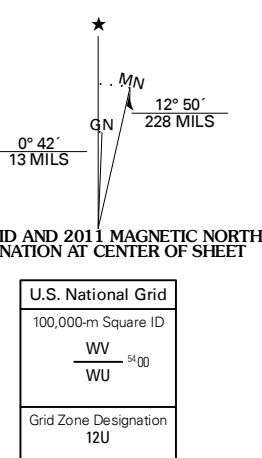 ★
MN
GN
12° 50´
228 MILS
0° 42´
13 MILS
ID AND 2011 MAGNETIC NORTH
NATION AT CENTER OF SHEET
U.S. National Grid
100,000-m Square ID
WV
5400
WU
Grid Zone Designation
12U